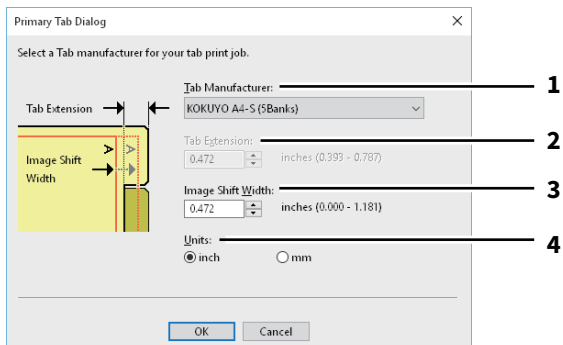 Primary Tab Dialog
Select a Tab manufacturer for your tab print job.
Tab Manufacturer:
1
KOKUYO A4-S (5Banks)
Tab Extension
Tab Extension:
2
0.472 inches (0.393 - 0.787)
A A
Image Shift Width
Image Shift Width:
3
0.472 inches (0.000 - 1.181)
Units:
4
inch mm
OK Cancel